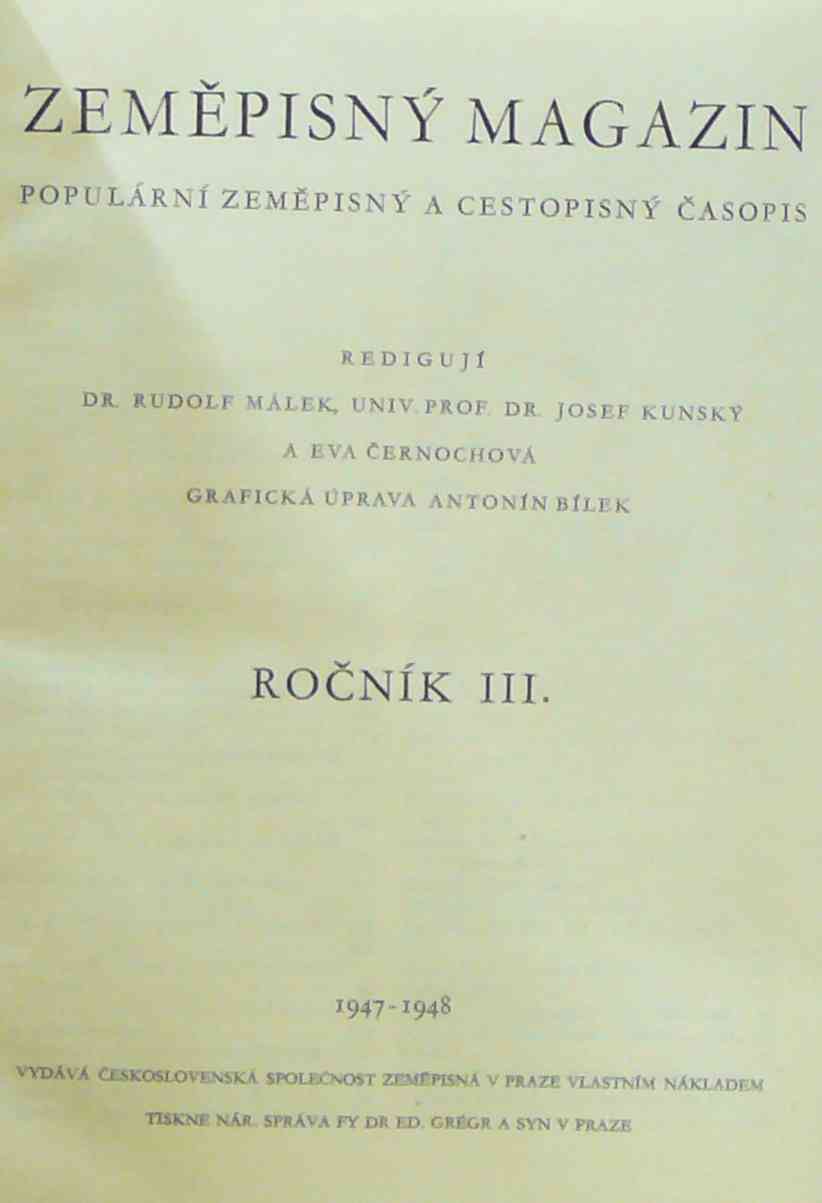 ZEMĚPISNÝ MAGAZIN
POPULÁRNÍ ZEMĚPISNÝ A CESTOPISNÝ ČASOPIS
REDIGUJÍ
DR. RUDOLF MÁLEK, UNIV. PROF. DR. JOSEF KUNSKÝ
A EVA ČERNOCHOVÁ
GRAFICKÁ ÚPRAVA ANTONÍN BÍLEK
ROČNÍK III.
1947-1948
VYDÁVÁ ČESKOSLOVENSKÁ SPOLEČNOST ZEMĚPISNÁ V PRAZE VLASTNÍM NÁKLADEM
TISKNE NÁR. SPRÁVA FY DR ED. GRÉGR A SYN V PRAZE